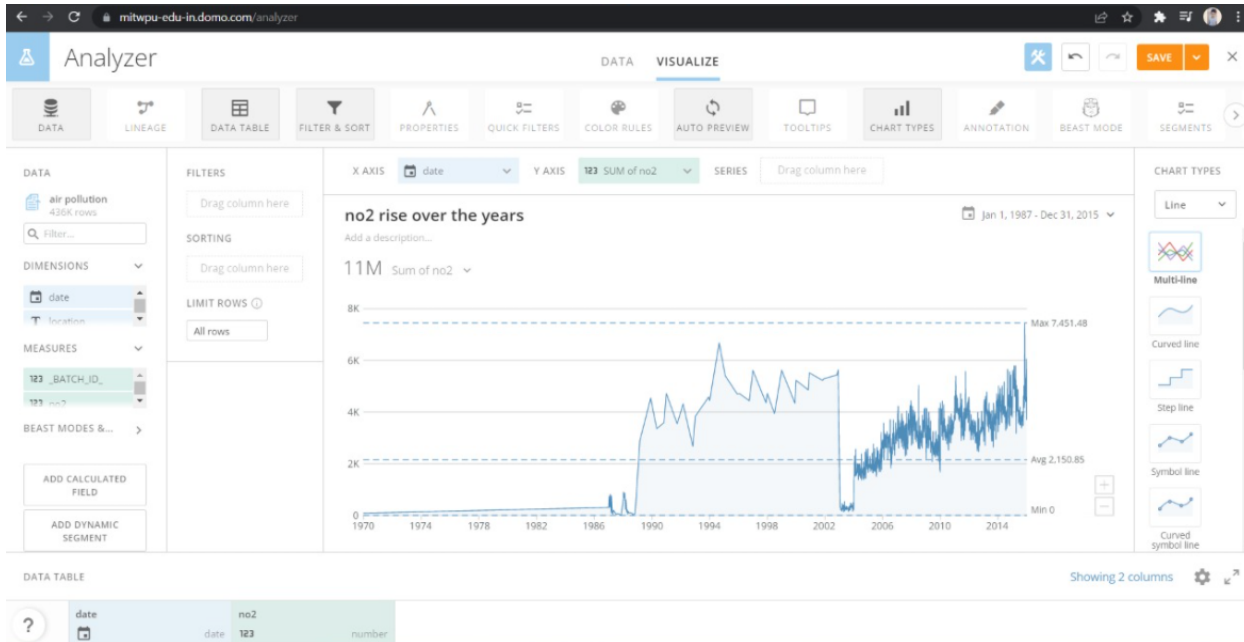 mitwpu-edu-in.domo.com/analyzer
Analyzer
DATA
VISUALIZE
SAVE
DATA
LINEAGE
DATA TABLE
FILTER & SORT
PROPERTIES
QUICK FILTERS
COLOR RULES
AUTO PREVIEW
TOOLTIPS
CHART TYPES
ANNOTATION
BEAST MODE
SEGMENTS
DATA
air pollution
436K rows
Filter...
DIMENSIONS
date
T location
MEASURES
123 _BATCH_ID_
123 no2
BEAST MODES &...
ADD CALCULATED
FIELD
ADD DYNAMIC
SEGMENT
FILTERS
Drag column here
SORTING
Drag column here
LIMIT ROWS
All rows
X AXIS date Y AXIS 123 SUM of no2 SERIES Drag column here
no2 rise over the years
Jan 1, 1987 - Dec 31, 2015
Add a description...
11M Sum of no2
8K
Max 7,451.48
6K
4K
2K
Avg 2,150.85
0
Min 0
1970 1974 1978 1982 1986 1990 1994 1998 2002 2006 2010 2014
CHART TYPES
Line
Multi-line
Curved line
Step line
Symbol line
Curved
symbol line
DATA TABLE
Showing 2 columns
?
date
date
no2
123 number